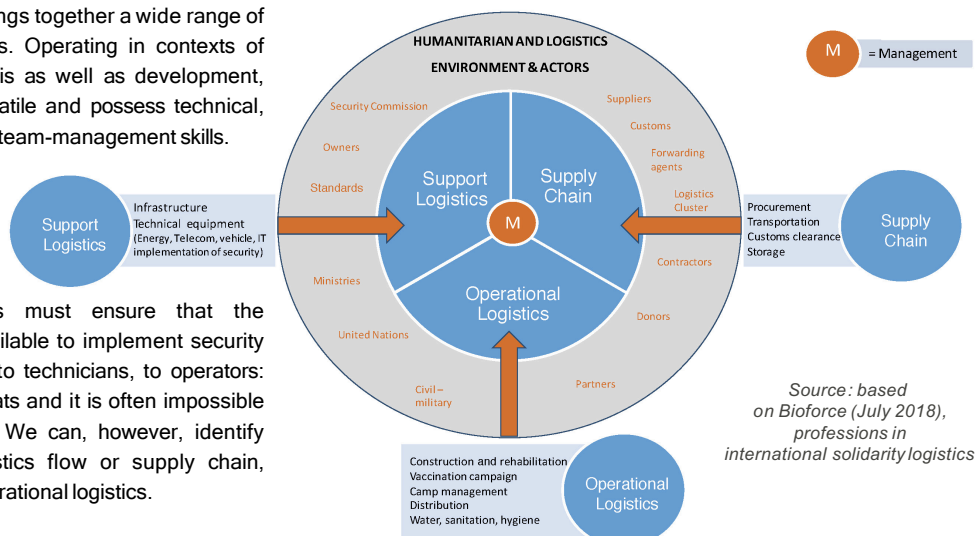 ngs together a wide range of
s. Operating in contexts of
is as well as development,
atile and possess technical,
team-management skills.
HUMANITARIAN AND LOGISTICS
ENVIRONMENT & ACTORS
M
= Management
Security Commission
Owners
Standards
Suppliers
Customs
Forwarding
agents
Logistics
Cluster
Support
Logistics
Supply
Chain
M
Operational
Logistics
Support
Logistics
Infrastructure
Technical equipment
(Energy, Telecom, vehicle, IT
implementation of security)
Procurement
Transportation
Customs clearance
Storage
Supply
Chain
Ministries
United Nations
Civil –
military
Contractors
Donors
Partners
s must ensure that the
ilable to implement security
to technicians, to operators:
ats and it is often impossible
We can, however, identify
stics flow or supply chain,
erational logistics.
Construction and rehabilitation
Vaccination campaign
Camp management
Distribution
Water, sanitation, hygiene
Operational
Logistics
Source: based
on Bioforce (July 2018),
professions in
international solidarity logistics